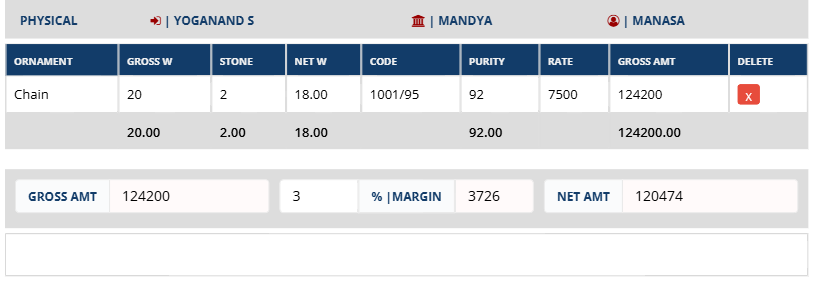 PHYSICAL | YOGANAND S | MANDYA | MANASA
ORNAMENT GROSS W STONE NET W CODE PURITY RATE GROSS AMT DELETE
Chain 20 2 18.00 1001/95 92 7500 124200 X
20.00 2.00 18.00 92.00 124200.00
GROSS AMT 124200 3 % |MARGIN 3726 NET AMT 120474